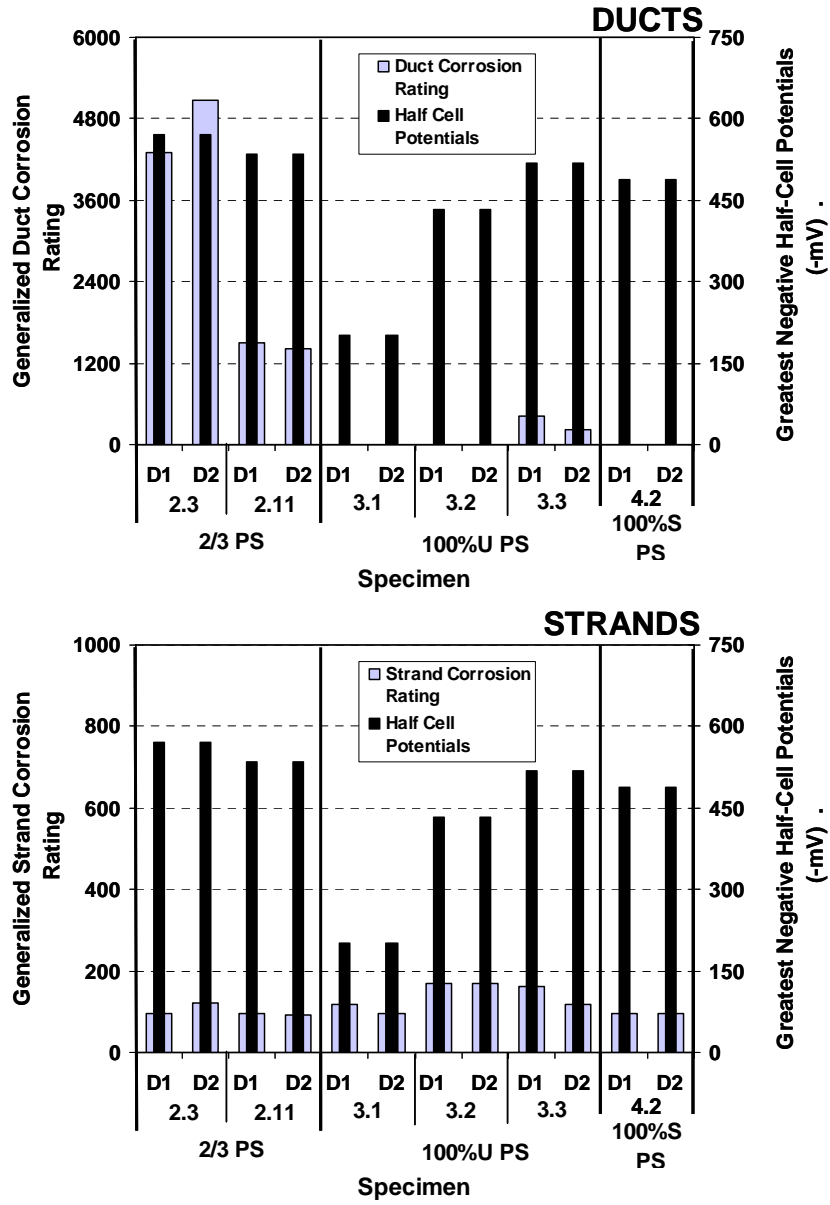 DUCTS
6000
4800
3600
2400
1200
0
Generalized Duct Corrosion
Rating
Duct Corrosion
Rating
Half Cell
Potentials
750
600
450
300
150
0
Greatest Negative Half-Cell Potentials
(-mV) .
D1 D2 D1 D2 D1 D2 D1 D2 D1 D2 D1 D2
2.3 2.11 3.1 3.2 3.3 4.2
2/3 PS 100%U PS 100%S
PS
Specimen
STRANDS
1000
800
600
400
200
0
Generalized Strand Corrosion
Rating
Strand Corrosion
Rating
Half Cell
Potentials
750
600
450
300
150
0
Greatest Negative Half-Cell Potentials
(-mV) .
D1 D2 D1 D2 D1 D2 D1 D2 D1 D2 D1 D2
2.3 2.11 3.1 3.2 3.3 4.2
2/3 PS 100%U PS 100%S
PS
Specimen